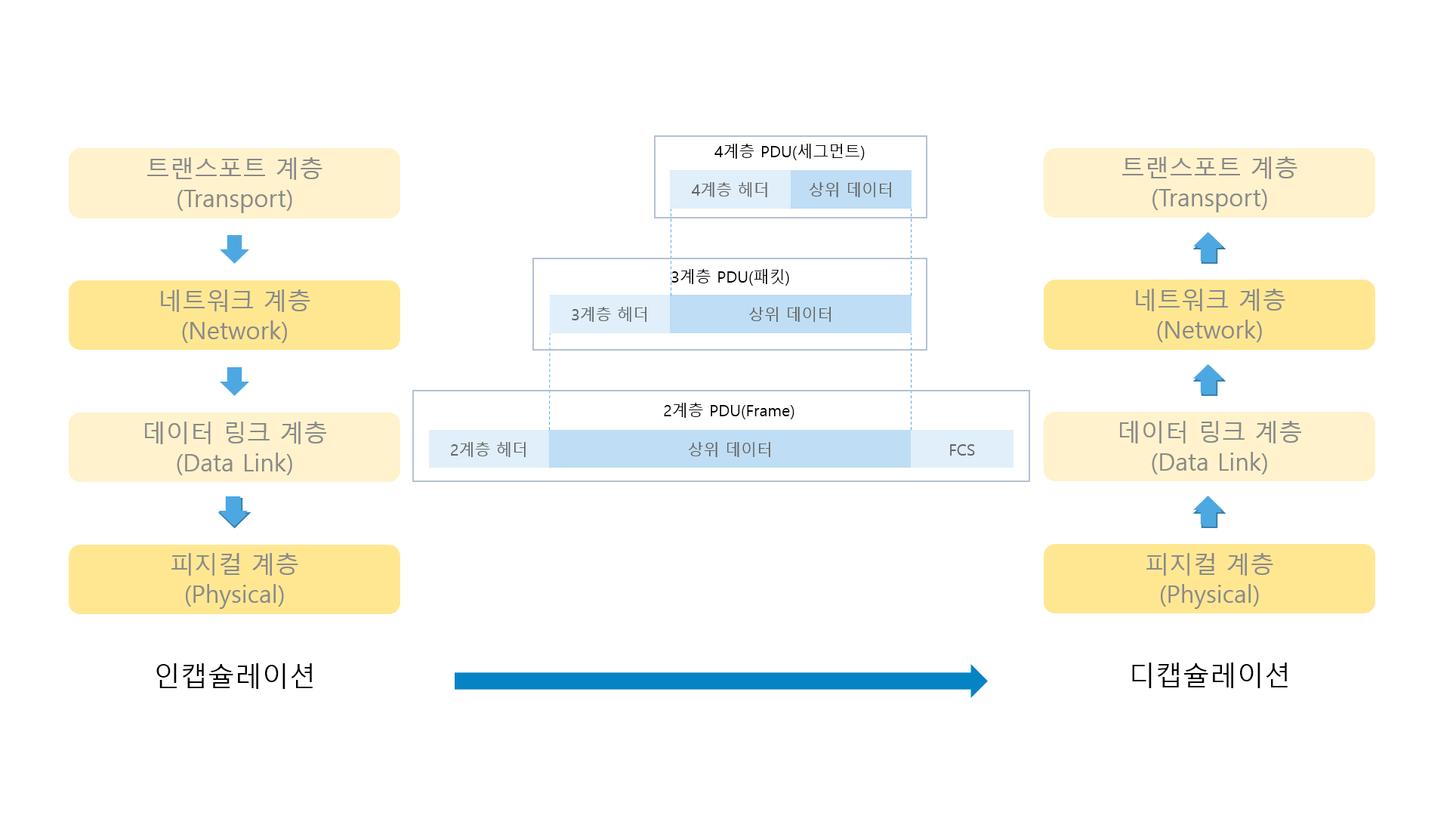 트랜스포트 계층
(Transport)
네트워크 계층
(Network)
데이터 링크 계층
(Data Link)
피지컬 계층
(Physical)
인캡슐레이션
4계층 PDU(세그먼트)
4계층 헤더
상위 데이터
3계층 PDU(패킷)
3계층 헤더
상위 데이터
2계층 PDU(Frame)
2계층 헤더
상위 데이터
FCS
트랜스포트 계층
(Transport)
네트워크 계층
(Network)
데이터 링크 계층
(Data Link)
피지컬 계층
(Physical)
디캡슐레이션